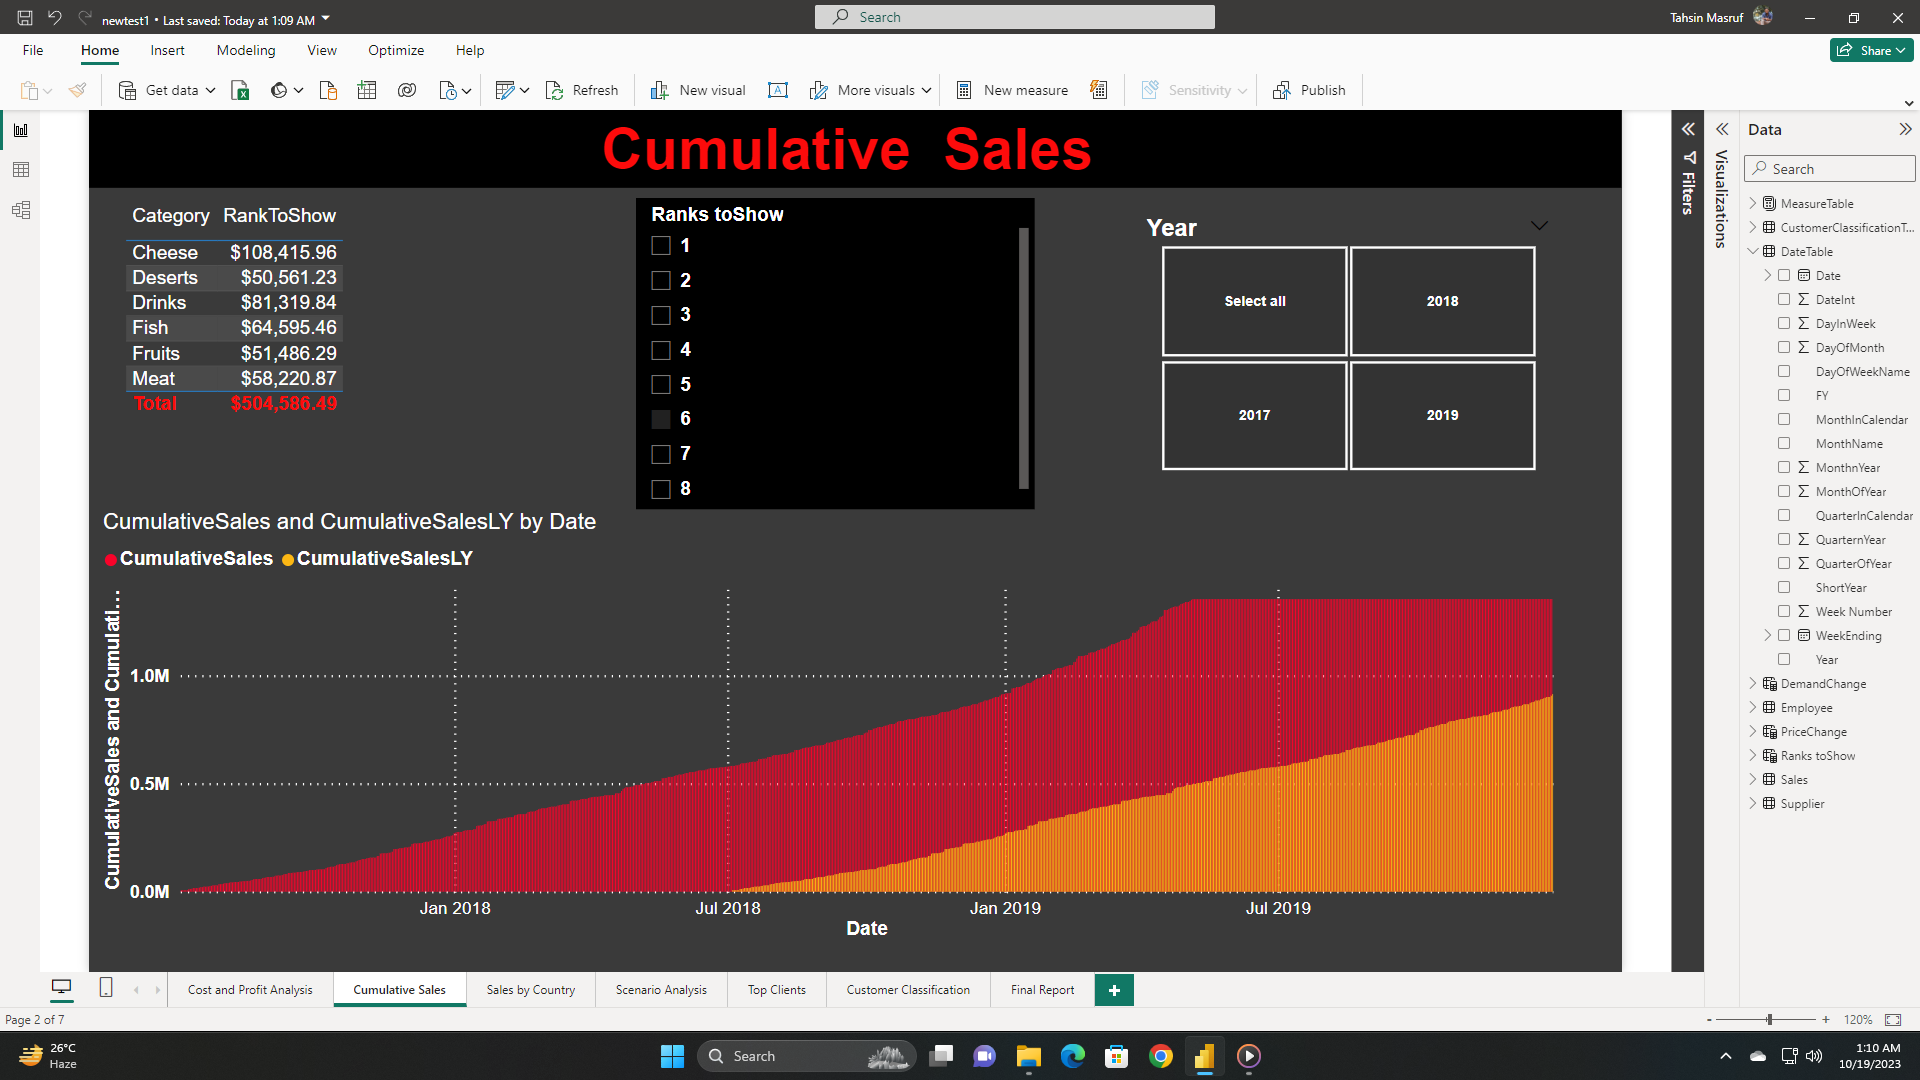 newtest1 • Last saved: Today at 1:09 AM
Search
Tahsin Masruf
File
Home
Insert
Modeling
View
Optimize
Help
Share
Get data
Refresh
New visual
More visuals
New measure
Sensitivity
Publish
Cumulative Sales
Category RankToShow
Cheese $108,415.96
Deserts $50,561.23
Drinks $81,319.84
Fish $64,595.46
Fruits $51,486.29
Meat $58,220.87
Total $504,586.49
Ranks toShow
1
2
3
4
5
6
7
8
Year
Select all
2018
2017
2019
CumulativeSales and CumulativeSalesLY by Date
CumulativeSales CumulativeSalesLY
CumulativeSales and Cumulati...
1.0M
0.5M
0.0M
Jan 2018
Jul 2018
Jan 2019
Jul 2019
Date
Filters
Visualizations
Data
Search
MeasureTable
CustomerClassificationT...
DateTable
Date
DateInt
DayInWeek
DayOfMonth
DayOfWeekName
FY
MonthInCalendar
MonthName
MonthnYear
MonthOfYear
QuarterInCalendar
QuarternYear
QuarterOfYear
ShortYear
Week Number
WeekEnding
Year
DemandChange
Employee
PriceChange
Ranks toShow
Sales
Supplier
Cost and Profit Analysis
Cumulative Sales
Sales by Country
Scenario Analysis
Top Clients
Customer Classification
Final Report
+
Page 2 of 7
- + 120%
26°C
Haze
Search
1:10 AM
10/19/2023